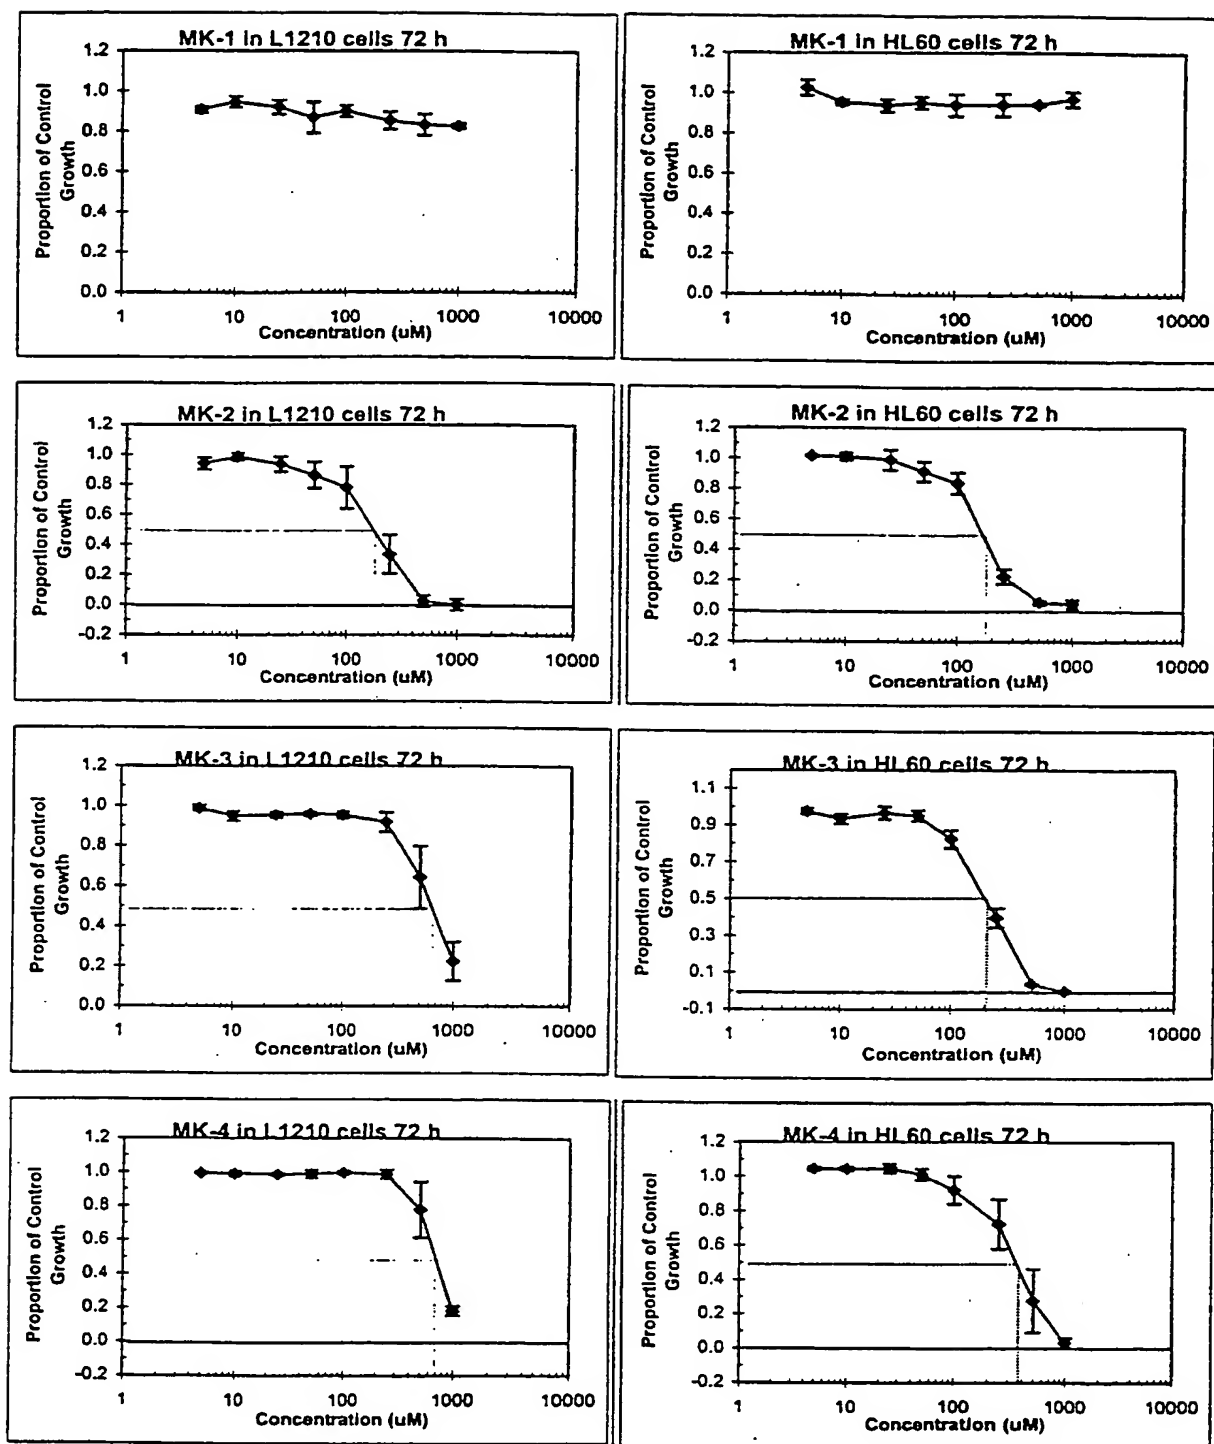 MK-1 in L1210 cells 72 h
Proportion of Control
Growth
1.2
1.0
0.8
0.6
0.4
0.2
0.0
1 10 100 1000 10000
Concentration (uM)
MK-1 in HL60 cells 72 h
Proportion of Control
Growth
1.2
1.0
0.8
0.6
0.4
0.2
0.0
1 10 100 1000 10000
Concentration (uM)
MK-2 in L1210 cells 72 h
Proportion of Control
Growth
1.2
1.0
0.8
0.6
0.4
0.2
0.0
-0.2
1 10 100 1000 10000
Concentration (uM)
MK-2 in HL60 cells 72 h
Proportion of Control
Growth
1.2
1.0
0.8
0.6
0.4
0.2
0.0
-0.2
1 10 100 1000 10000
Concentration (uM)
MK-3 in L1210 cells 72 h
Proportion of Control
Growth
1.2
1.0
0.8
0.6
0.4
0.2
0.0
1 10 100 1000 10000
Concentration (uM)
MK-3 in HL60 cells 72 h
Proportion of Control
Growth
1.1
0.9
0.7
0.5
0.3
0.1
-0.1
1 10 100 1000 10000
Concentration (uM)
MK-4 in L1210 cells 72 h
Proportion of Control
Growth
1.2
1.0
0.8
0.6
0.4
0.2
0.0
-0.2
1 10 100 1000 10000
Concentration (uM)
MK-4 in HL60 cells 72 h
Proportion of Control
Growth
1.2
1.0
0.8
0.6
0.4
0.2
0.0
-0.2
1 10 100 1000 10000
Concentration (uM)